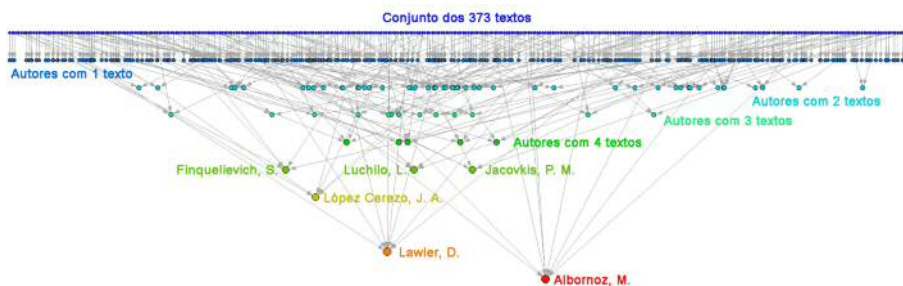 Conjunto dos 373 textos
Autores com 1 texto
Autores com 2 textos
Autores com 3 textos
Autores com 4 textos
Finquelievich, S.
Luchilo, L.
Jacovkis, P. M.
López Cerezo, J. A.
Lawler, D.
Albornoz, M.